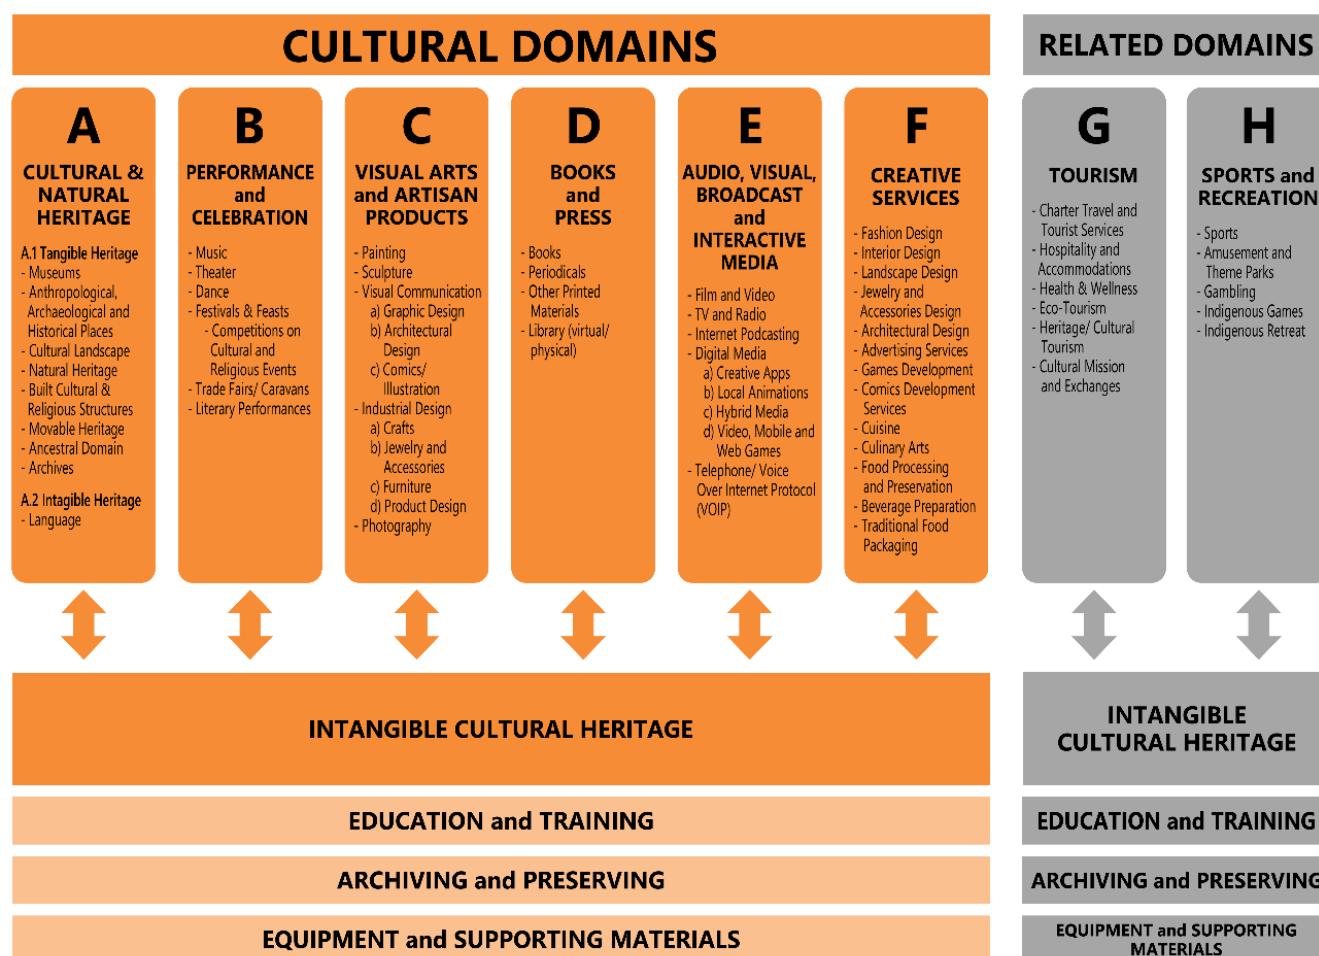 CULTURAL DOMAINS
RELATED DOMAINS
A
CULTURAL &
NATURAL
HERITAGE
A.1 Tangible Heritage
- Museums
- Anthropological,
Archaeological and
Historical Places
- Cultural Landscape
- Natural Heritage
- Built Cultural &
Religious Structures
- Movable Heritage
- Ancestral Domain
- Archives
A.2 Intagible Heritage
- Language
B
PERFORMANCE
and
CELEBRATION
- Music
- Theater
- Dance
- Festivals & Feasts
- Competitions on
Cultural and
Religious Events
- Trade Fairs/ Caravans
- Literary Performances
C
VISUAL ARTS
and ARTISAN
PRODUCTS
- Painting
- Sculpture
- Visual Communication
a) Graphic Design
b) Architectural
Design
c) Comics/
Illustration
- Industrial Design
a) Crafts
b) Jewelry and
Accessories
c) Furniture
d) Product Design
- Photography
D
BOOKS
and
PRESS
- Books
- Periodicals
- Other Printed
Materials
- Library (virtual/
physical)
E
AUDIO, VISUAL,
BROADCAST
and
INTERACTIVE
MEDIA
- Film and Video
- TV and Radio
- Internet Podcasting
- Digital Media
a) Creative Apps
b) Local Animations
c) Hybrid Media
d) Video, Mobile and
Web Games
- Telephone/ Voice
Over Internet Protocol
(VOIP)
F
CREATIVE
SERVICES
- Fashion Design
- Interior Design
- Landscape Design
- Jewelry and
Accessories Design
- Architectural Design
- Advertising Services
- Games Development
- Comics Development
Services
- Cuisine
- Culinary Arts
- Food Processing
and Preservation
- Beverage Preparation
- Traditional Food
Packaging
G
TOURISM
- Charter Travel and
Tourist Services
- Hospitality and
Accommodations
- Health & Wellness
- Eco-Tourism
- Heritage/ Cultural
Tourism
- Cultural Mission
and Exchanges
H
SPORTS and
RECREATION
- Sports
- Amusement and
Theme Parks
- Gambling
- Indigenous Games
- Indigenous Retreat
INTANGIBLE CULTURAL HERITAGE
EDUCATION and TRAINING
ARCHIVING and PRESERVING
EQUIPMENT and SUPPORTING MATERIALS
INTANGIBLE
CULTURAL HERITAGE
EDUCATION and TRAINING
ARCHIVING and PRESERVING
EQUIPMENT and SUPPORTING
MATERIALS